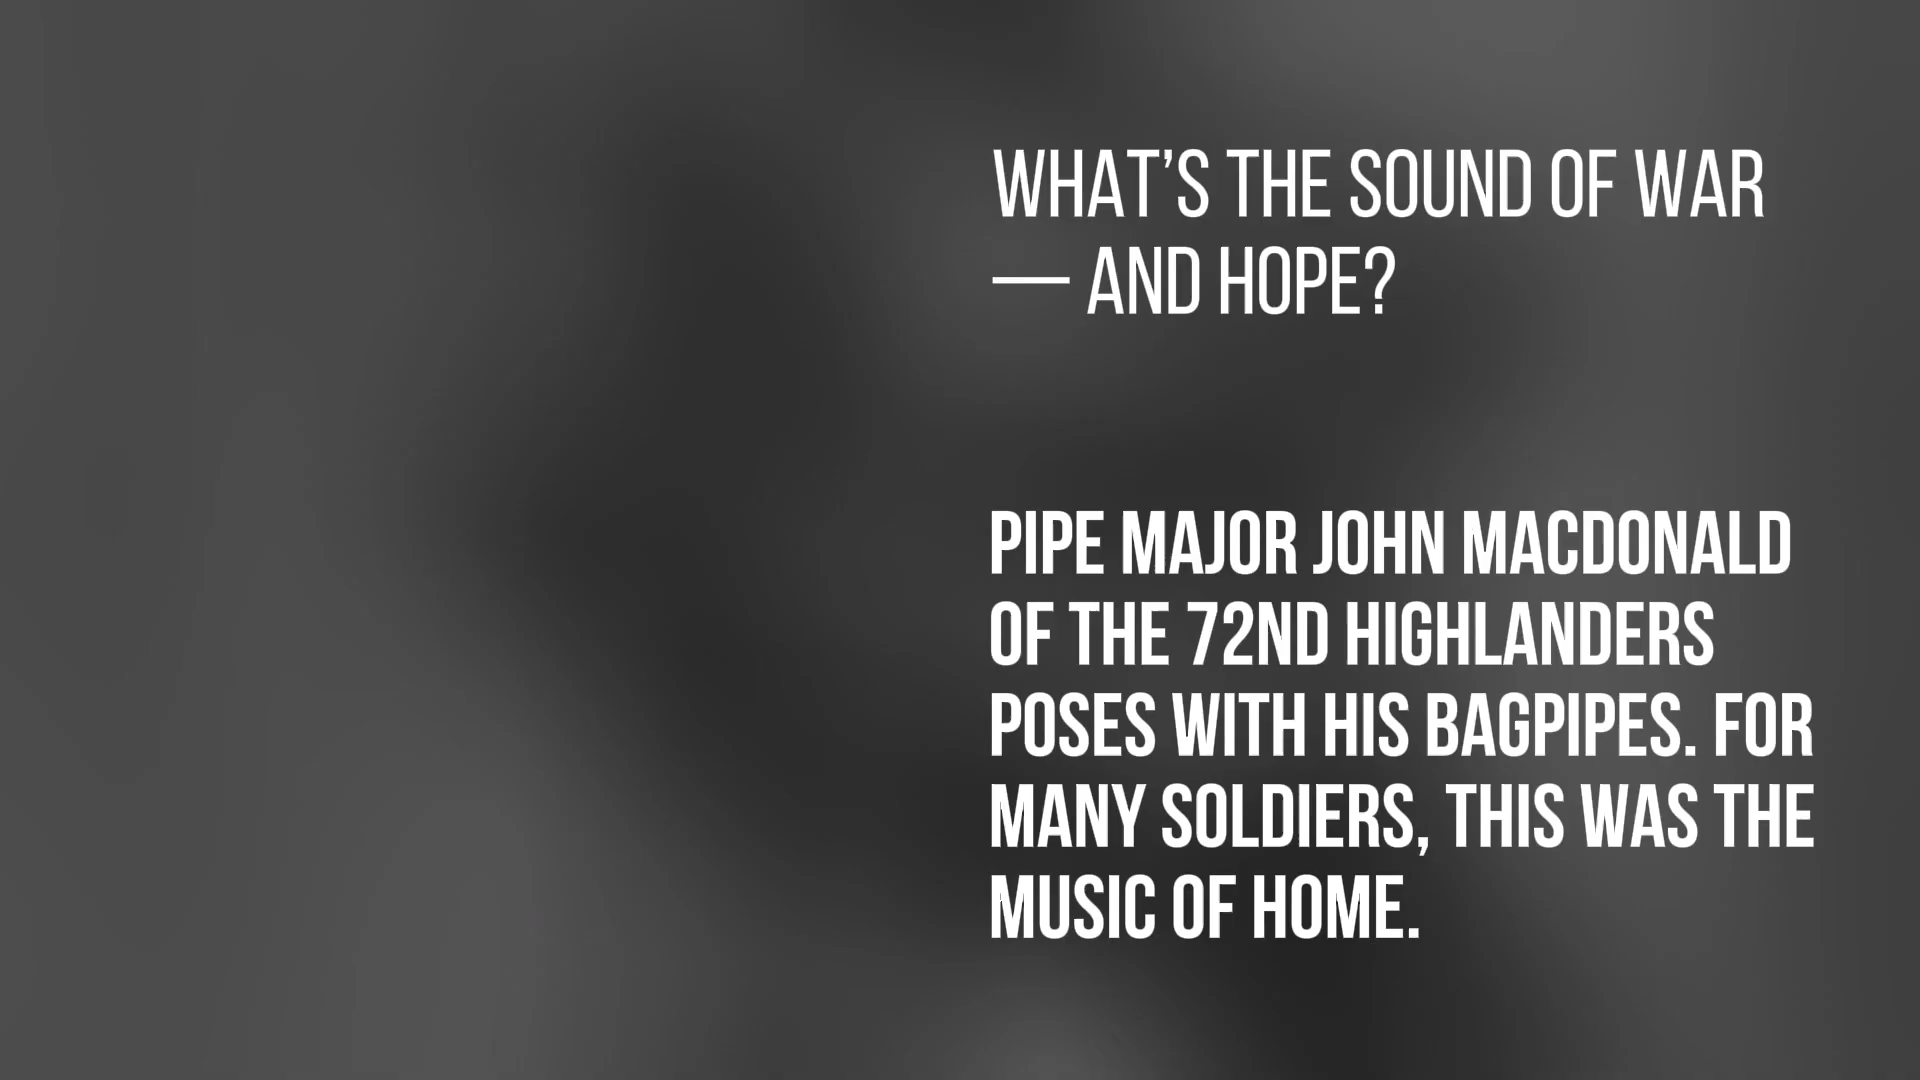 WHAT’S THE SOUND OF WAR
— AND HOPE?
PIPE MAJOR JOHN MACDONALD
OF THE 72ND HIGHLANDERS
POSES WITH HIS BAGPIPES. FOR
MANY SOLDIERS, THIS WAS THE
MUSIC OF HOME.